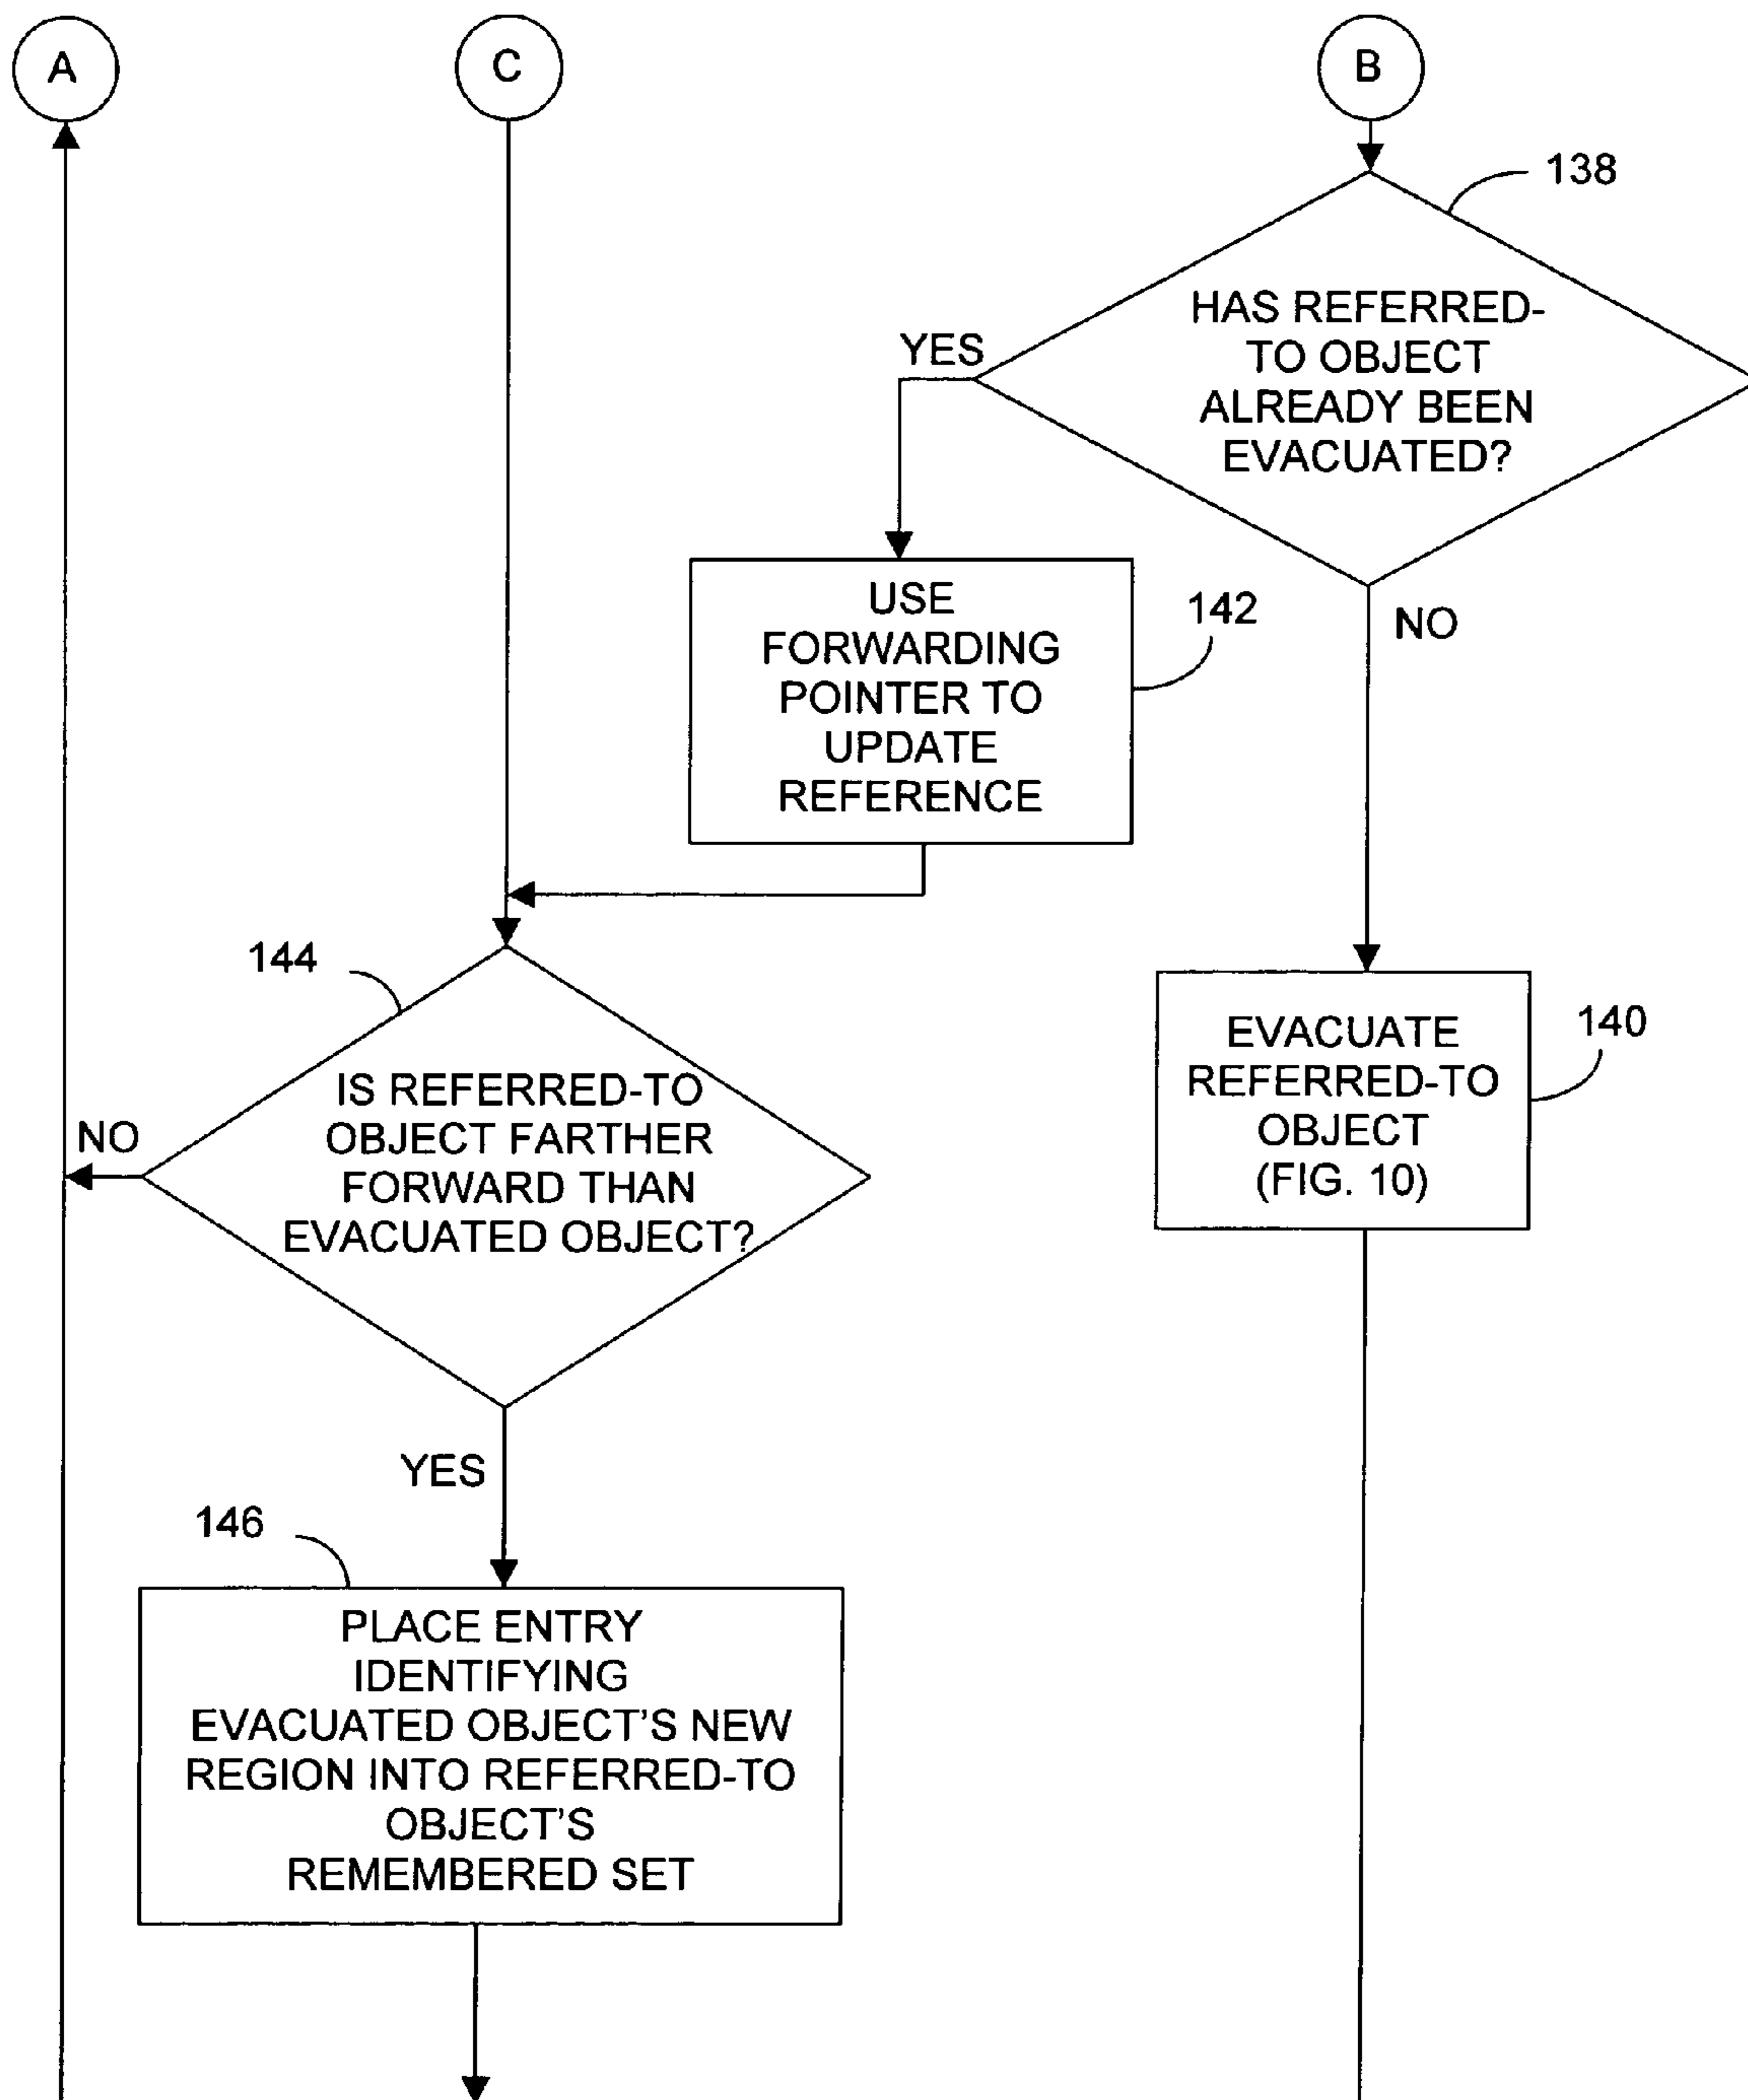 A
C
B
138
HAS REFERRED-
TO OBJECT
ALREADY BEEN
EVACUATED?
YES
NO
USE
FORWARDING
POINTER TO
UPDATE
REFERENCE
142
144
IS REFERRED-TO
OBJECT FARTHER
FORWARD THAN
EVACUATED OBJECT?
NO
YES
EVACUATE
REFERRED-TO
OBJECT
(FIG. 10)
140
146
PLACE ENTRY
IDENTIFYING
EVACUATED OBJECT'S NEW
REGION INTO REFERRED-TO
OBJECT'S
REMEMBERED SET